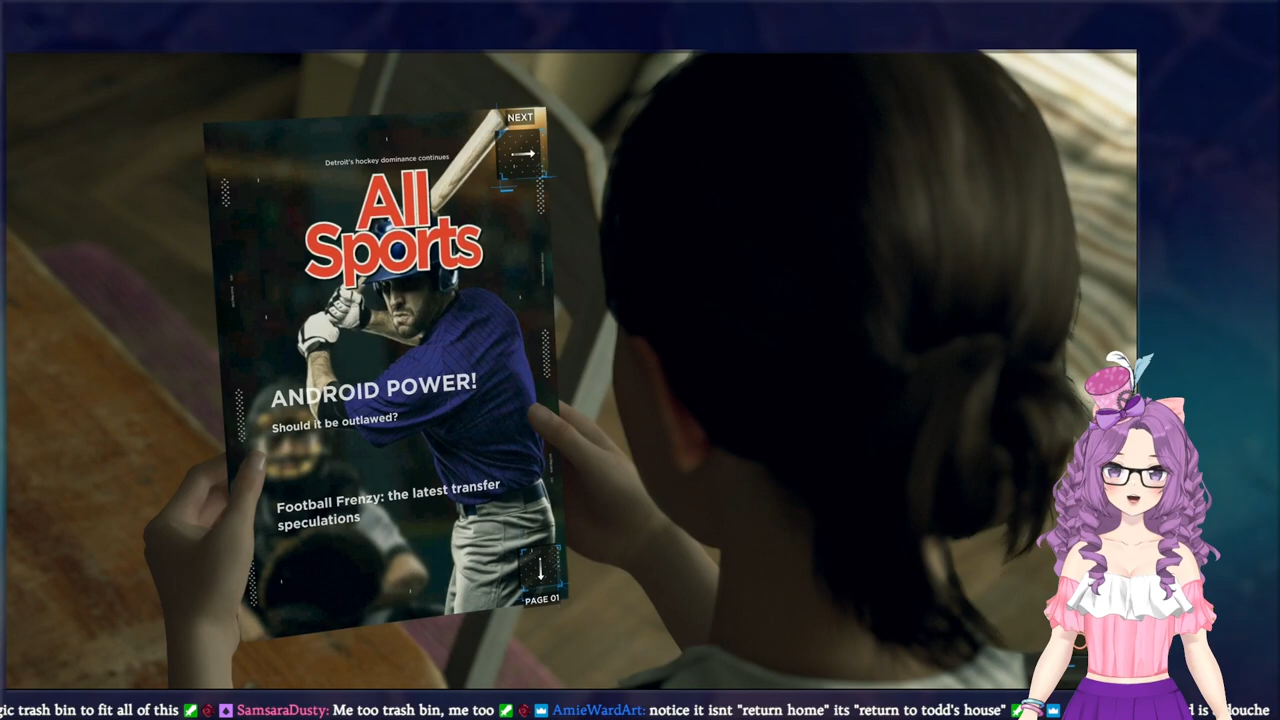 NEXT
Detroit's hockey dominance continues
All
Sports
ANDROID POWER!
Should it be outlawed?
Football Frenzy: the latest transfer
speculations
PAGE 01
trash bin to fit all of this SamsaraDusty: Me too trash bin, me too AmieWardArt: notice it isnt "return home" its "return to todd's house" is